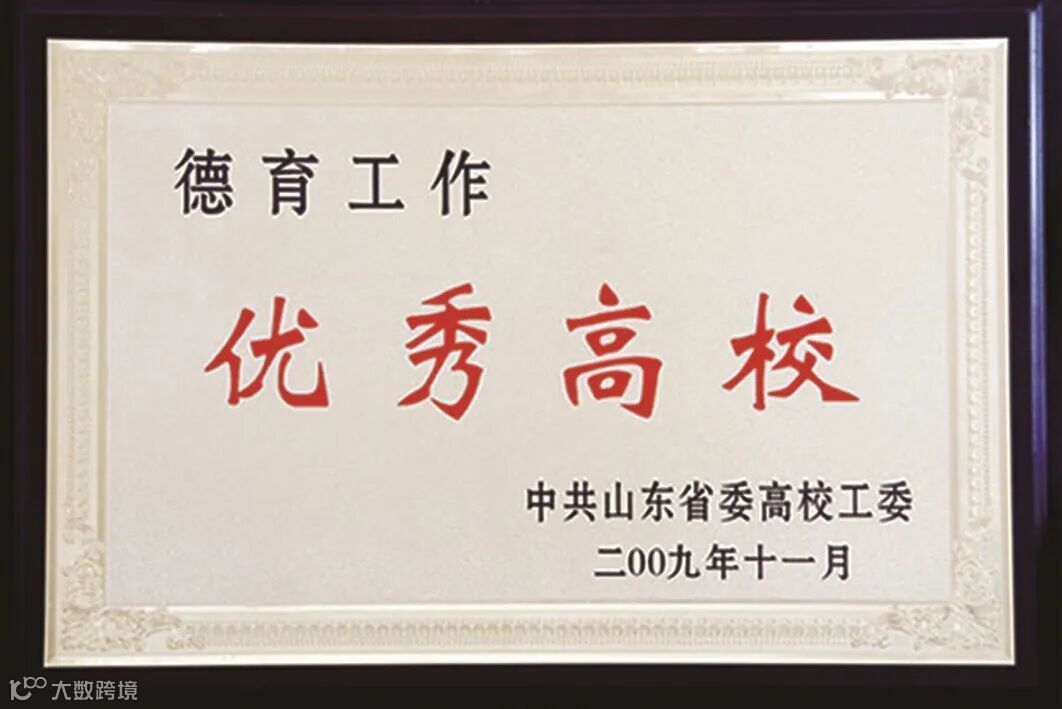 德育工作
优秀高校
中共山东省委高校工委
二00九年十一月
大数跨境